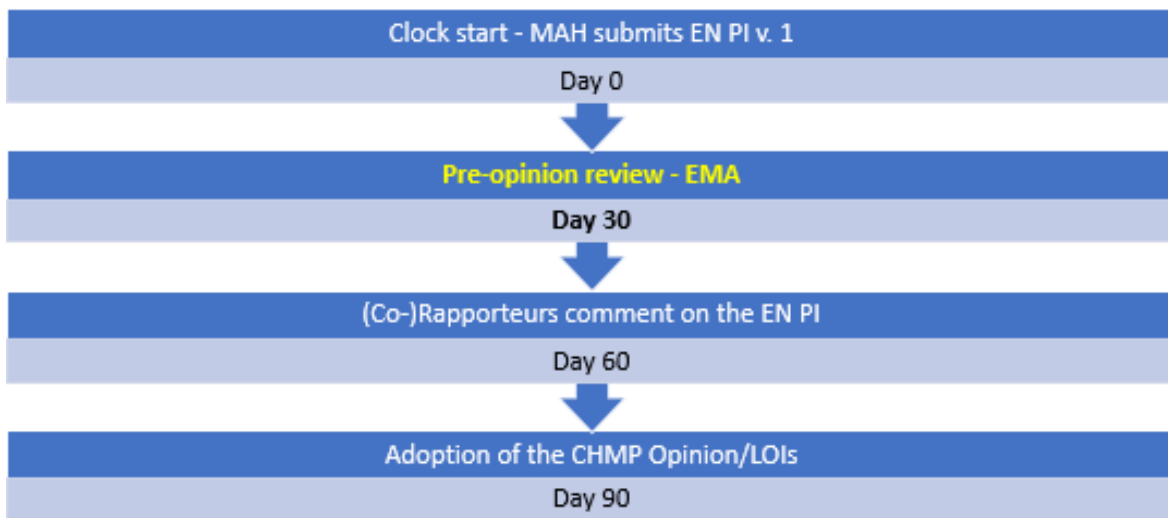 Clock start - MAH submits EN PI v. 1
Day 0
Pre-opinion review - EMA
Day 30
(Co-)Rapporteurs comment on the EN PI
Day 60
Adoption of the CHMP Opinion/LOIs
Day 90